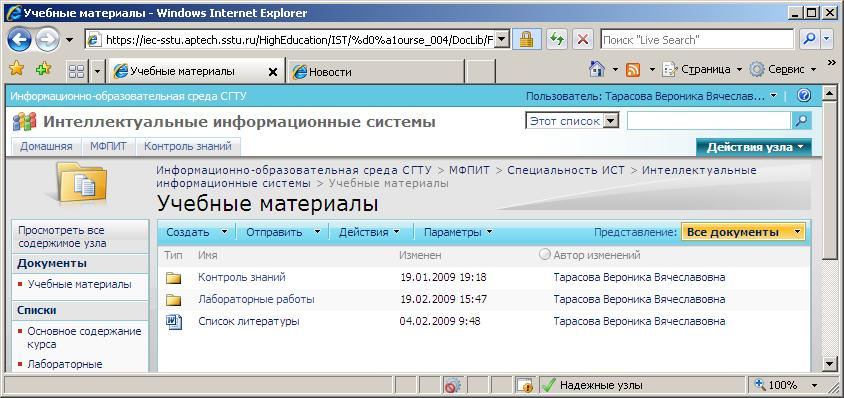 Учебные материалы - Windows Internet Explorer
https://iec-sstu.aptech.sstu.ru/HighEducation/IST/%d0%a1ourse_004/DocLib/F
Поиск "Live Search"
Учебные материалы
Новости
Страница
Сервис
Информационно-образовательная среда СГТУ
Пользователь: Тарасова Вероника Вячеслав...
Интеллектуальные информационные системы
Этот список
Домашняя
МФПИТ
Контроль знаний
Действия узла
Информационно-образовательная среда СГТУ > МФПИТ > Специальность ИСТ > Интеллектуальные
информационные системы > Учебные материалы
Учебные материалы
Просмотреть все
содержимое узла
Документы
Учебные материалы
Списки
Основное содержание
курса
Лабораторные
Создать
Отправить
Действия
Параметры
Представление:
Все документы
Тип Имя Изменен Автор изменений
Контроль знаний 19.01.2009 19:18 Тарасова Вероника Вячеславовна
Лабораторные работы 19.02.2009 15:47 Тарасова Вероника Вячеславовна
Список литературы 04.02.2009 9:48 Тарасова Вероника Вячеславовна
Надежные узлы
100%